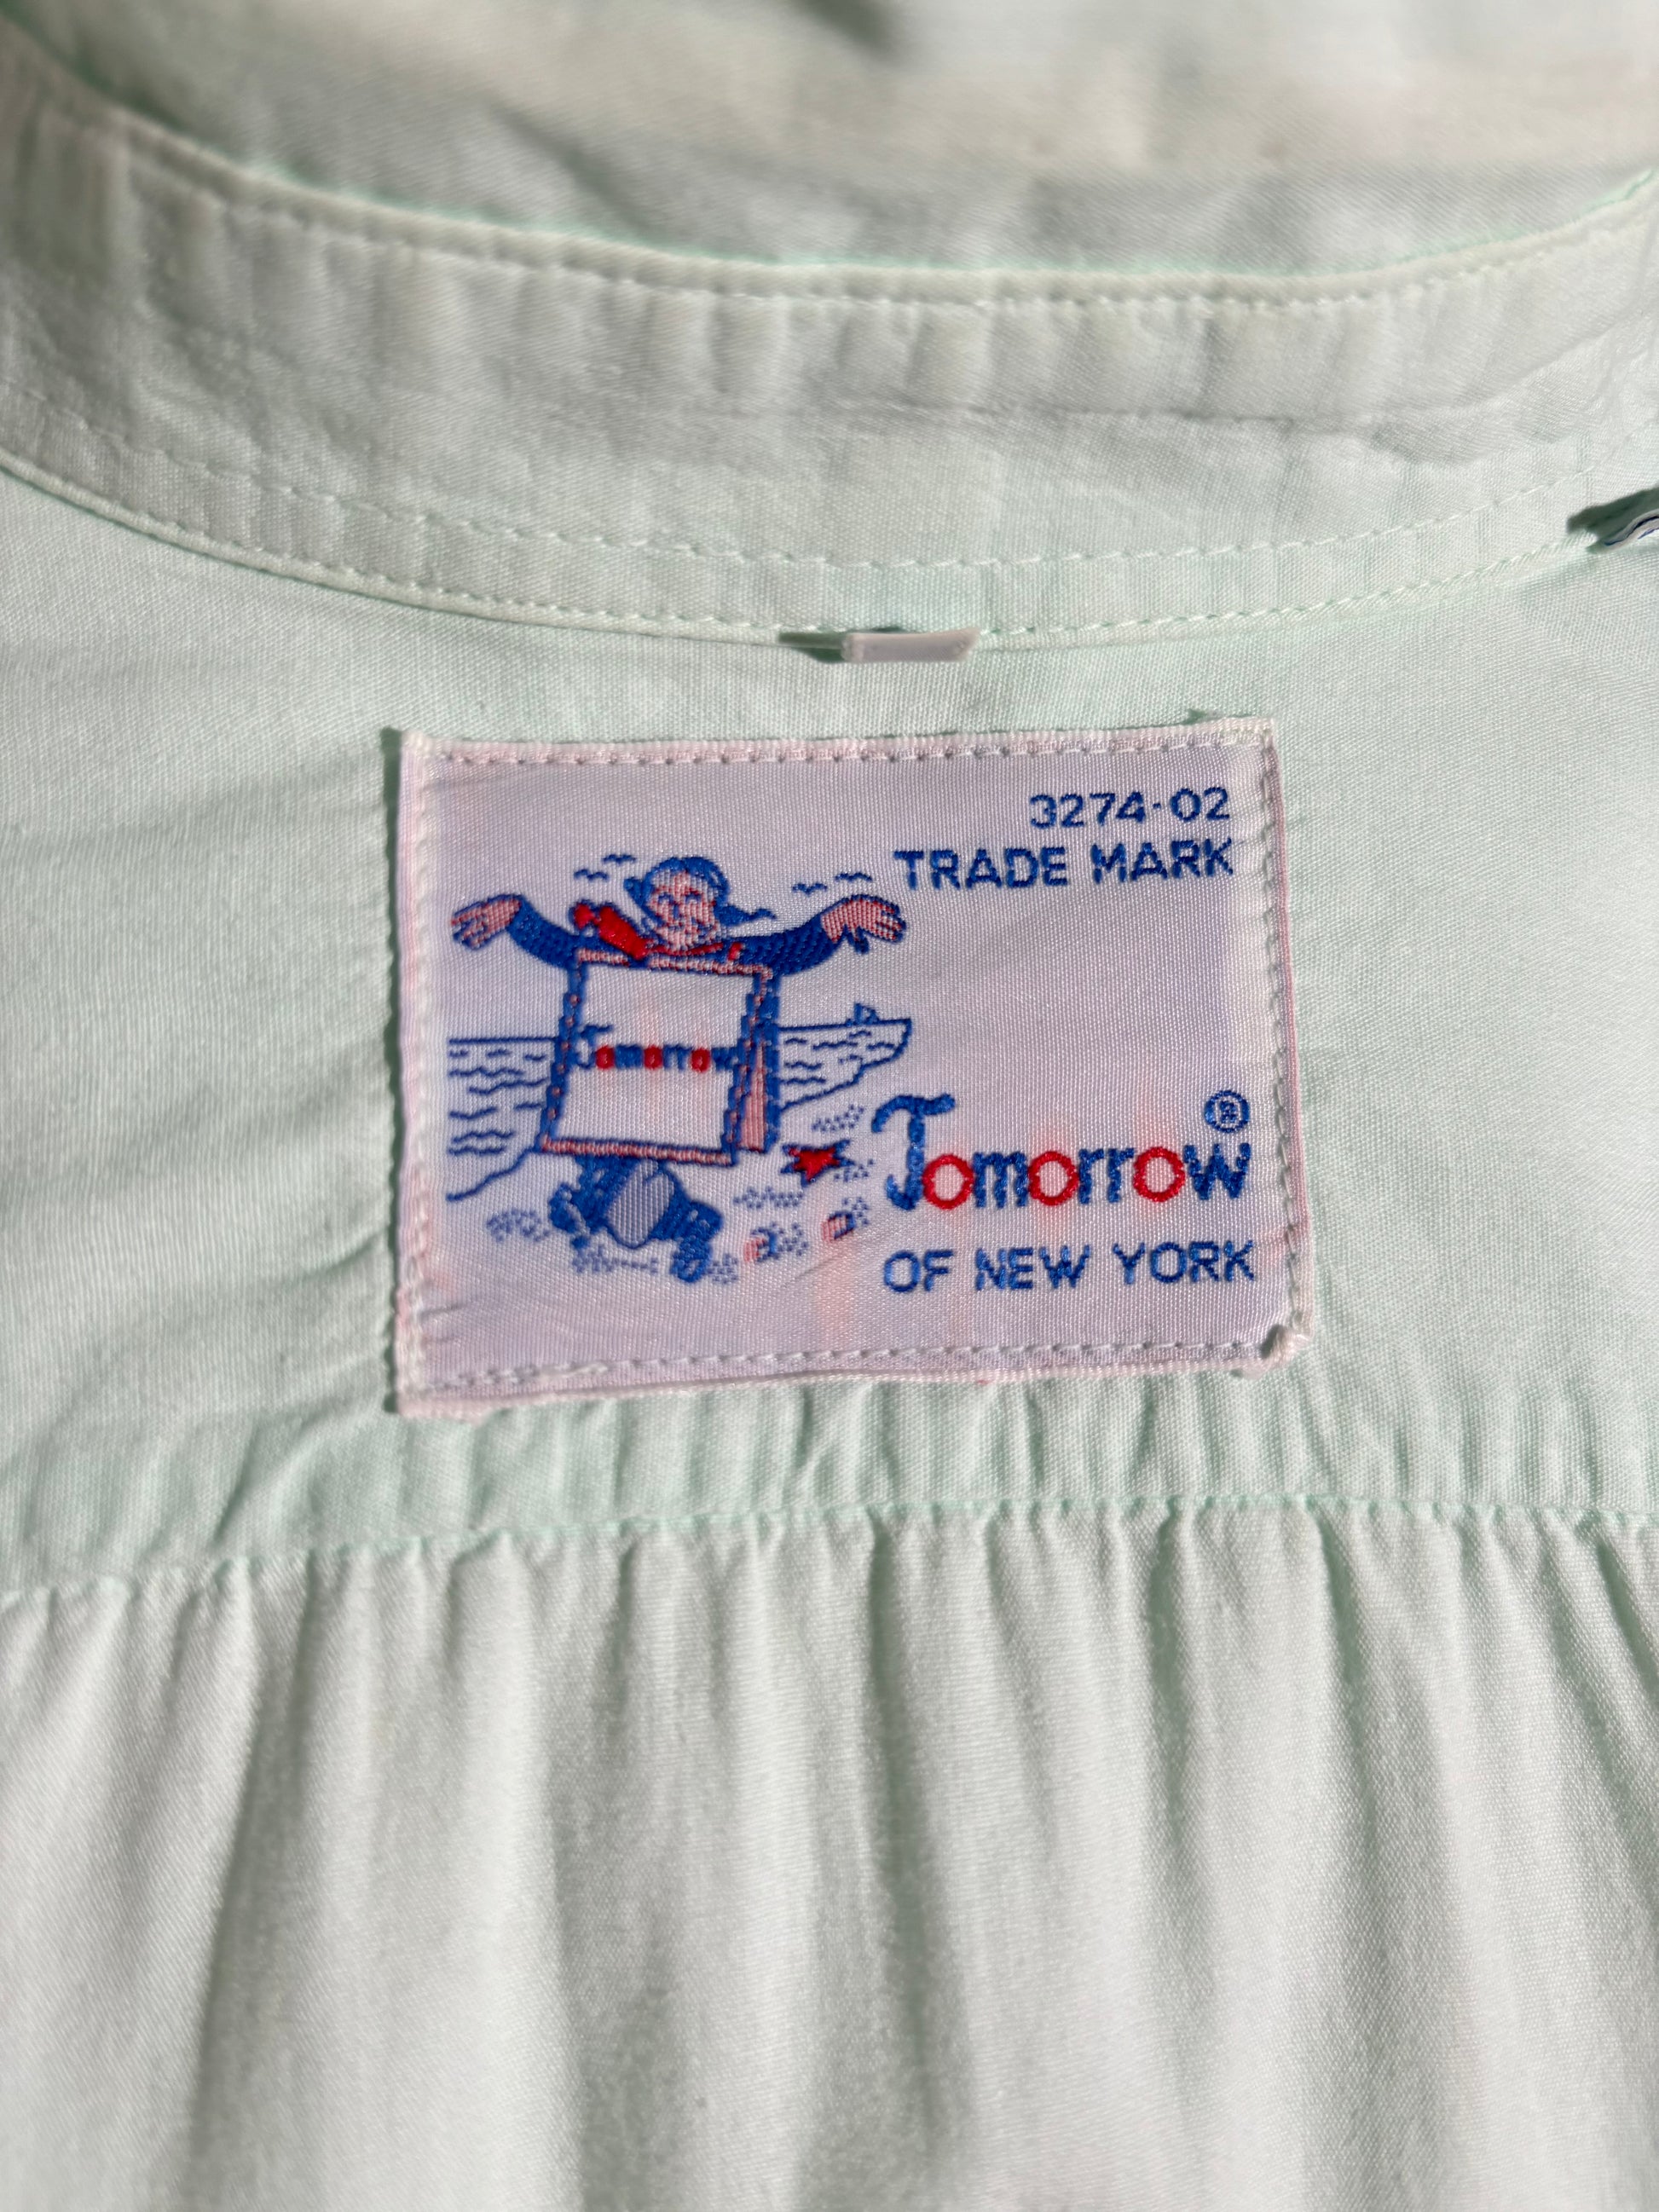 3274-02
TRADE MARK
Tomorrow
Tomorrow®
OF NEW YORK